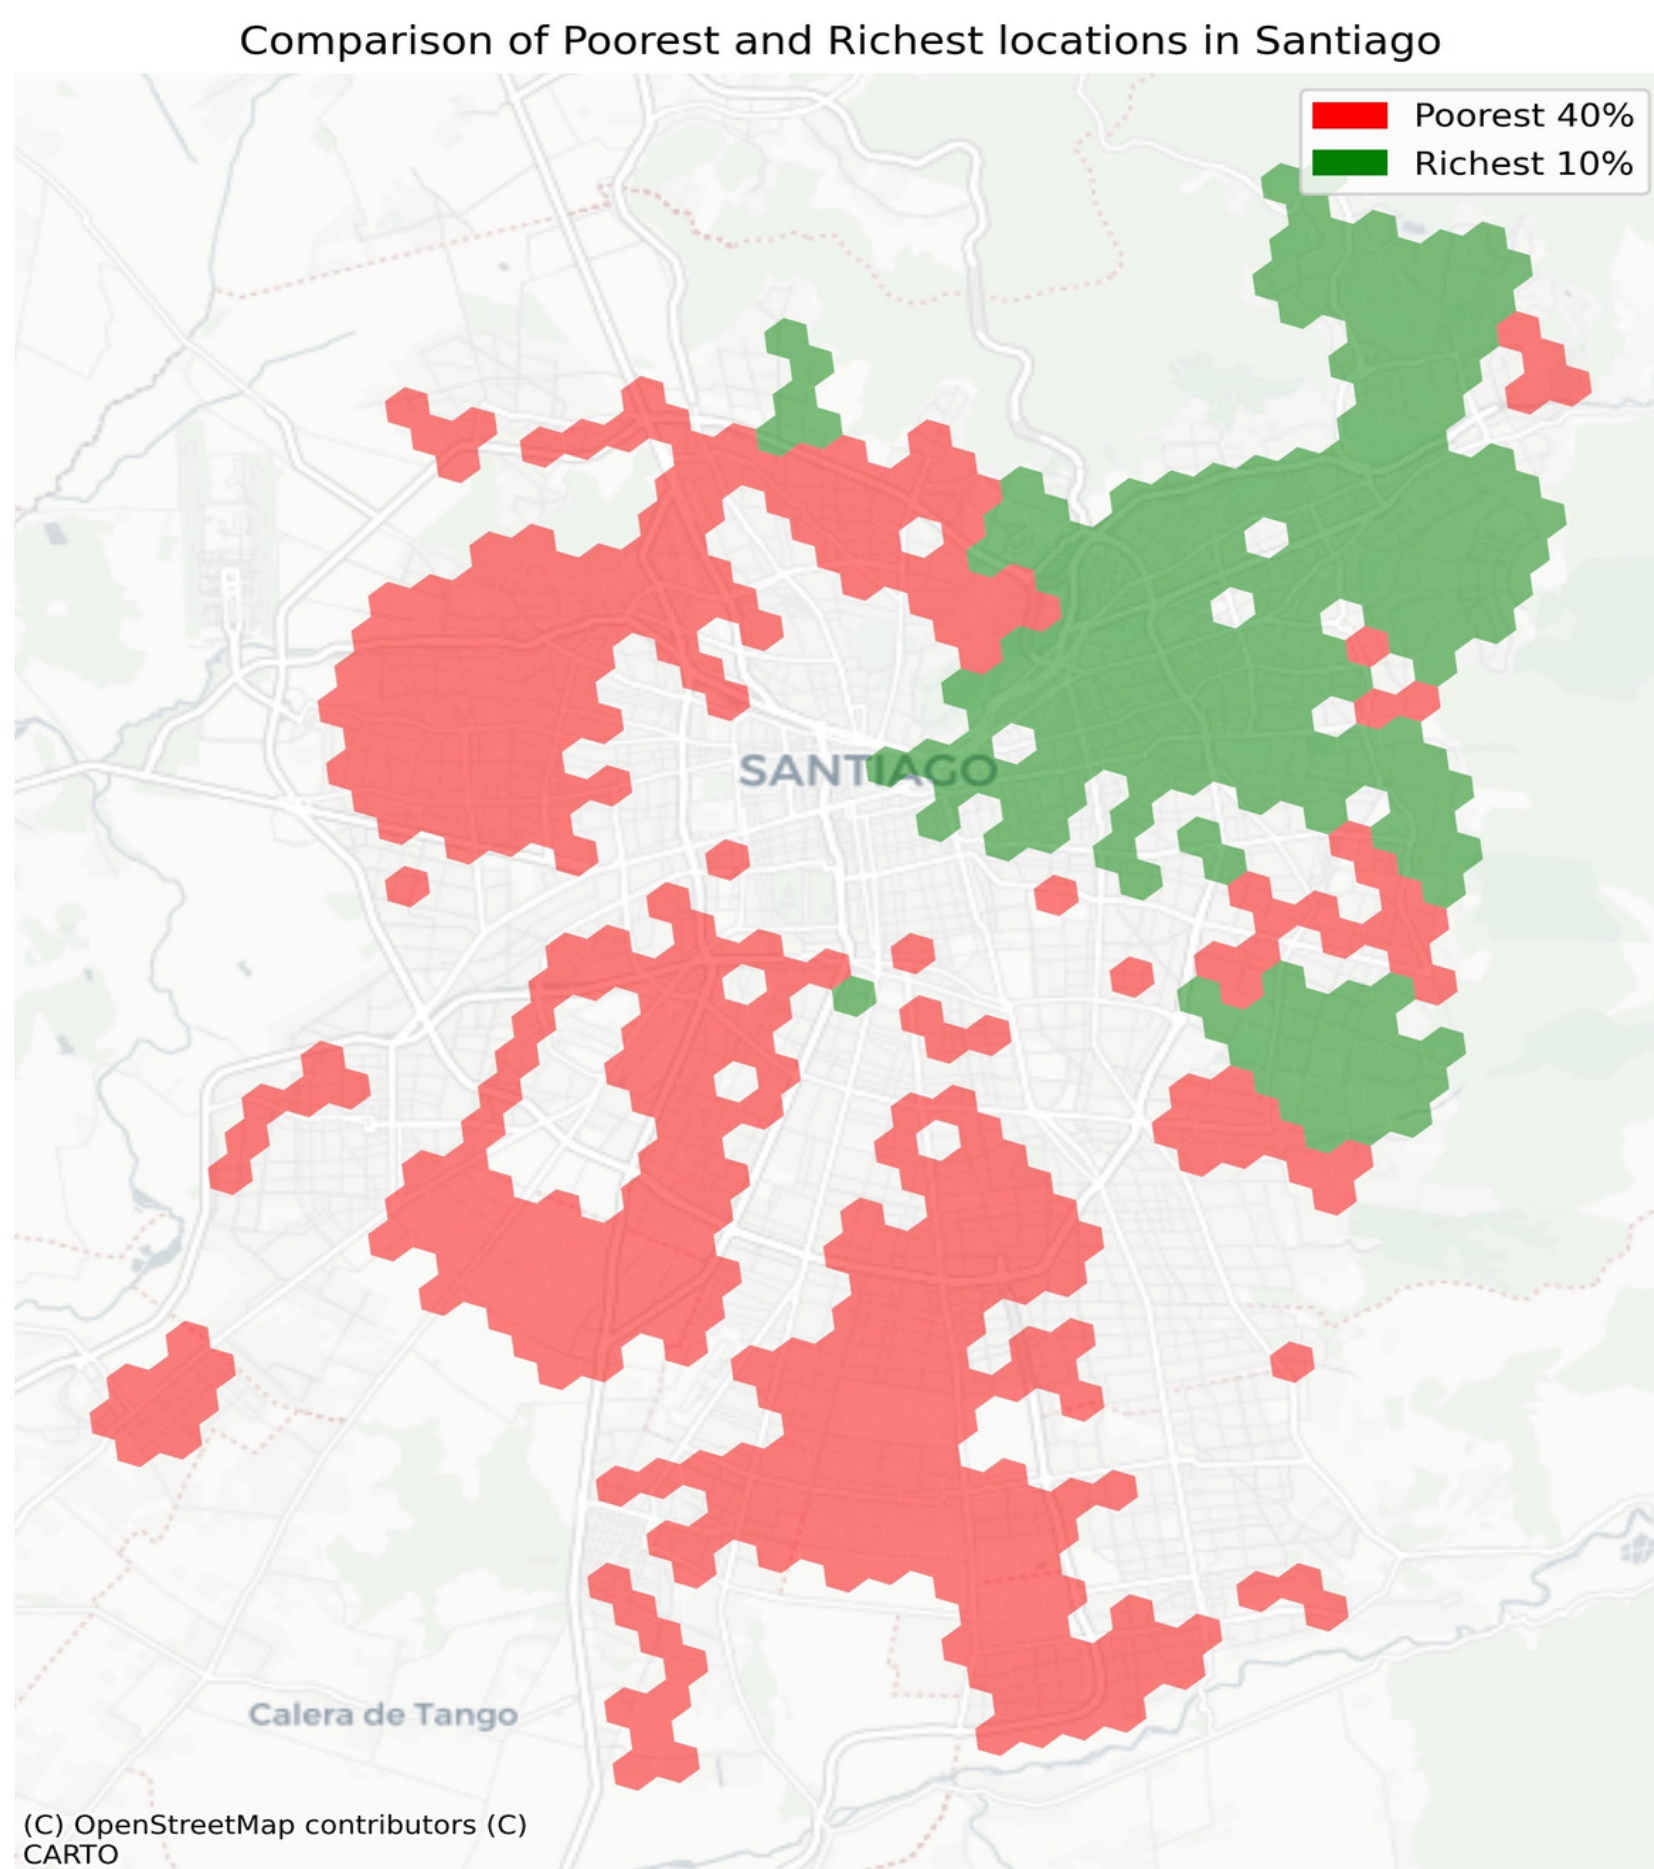 Comparison of Poorest and Richest locations in Santiago
Poorest 40%
Richest 10%
SANTIAGO
Calera de Tango
(C) OpenStreetMap contributors (C)
CARTO